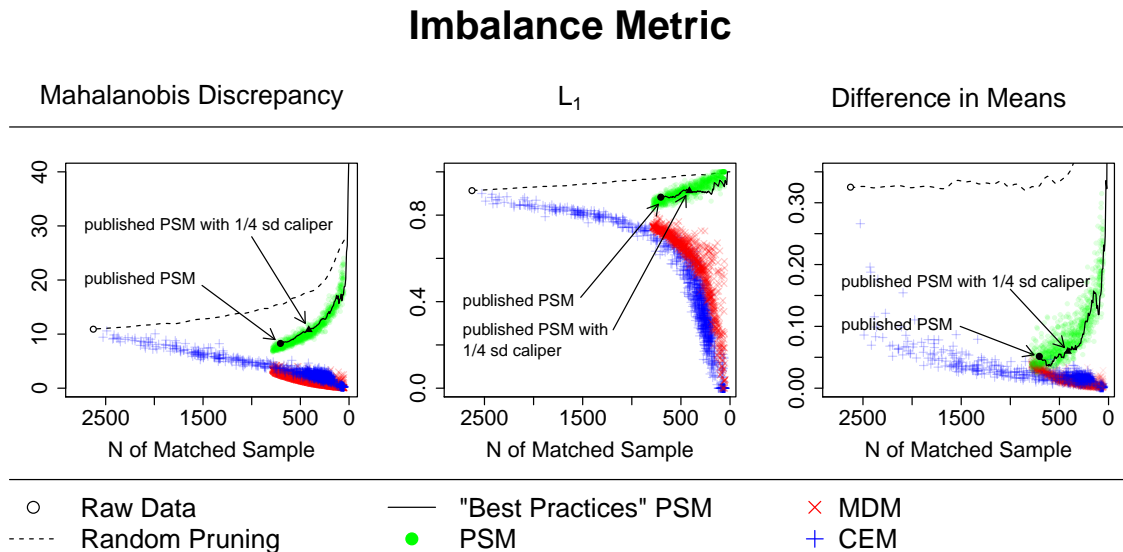 Imbalance Metric
Mahalanobis Discrepancy
L1
Difference in Means
40
30
20
10
0
published PSM with 1/4 sd caliper
published PSM
2500
1500
500
0
N of Matched Sample
0.8
0.4
0.0
published PSM
published PSM with
1/4 sd caliper
2500
1500
500
0
N of Matched Sample
0.30
0.20
0.10
0.00
published PSM with 1/4 sd caliper
published PSM
2500
1500
500
0
N of Matched Sample
Raw Data
"Best Practices" PSM
MDM
Random Pruning
PSM
CEM